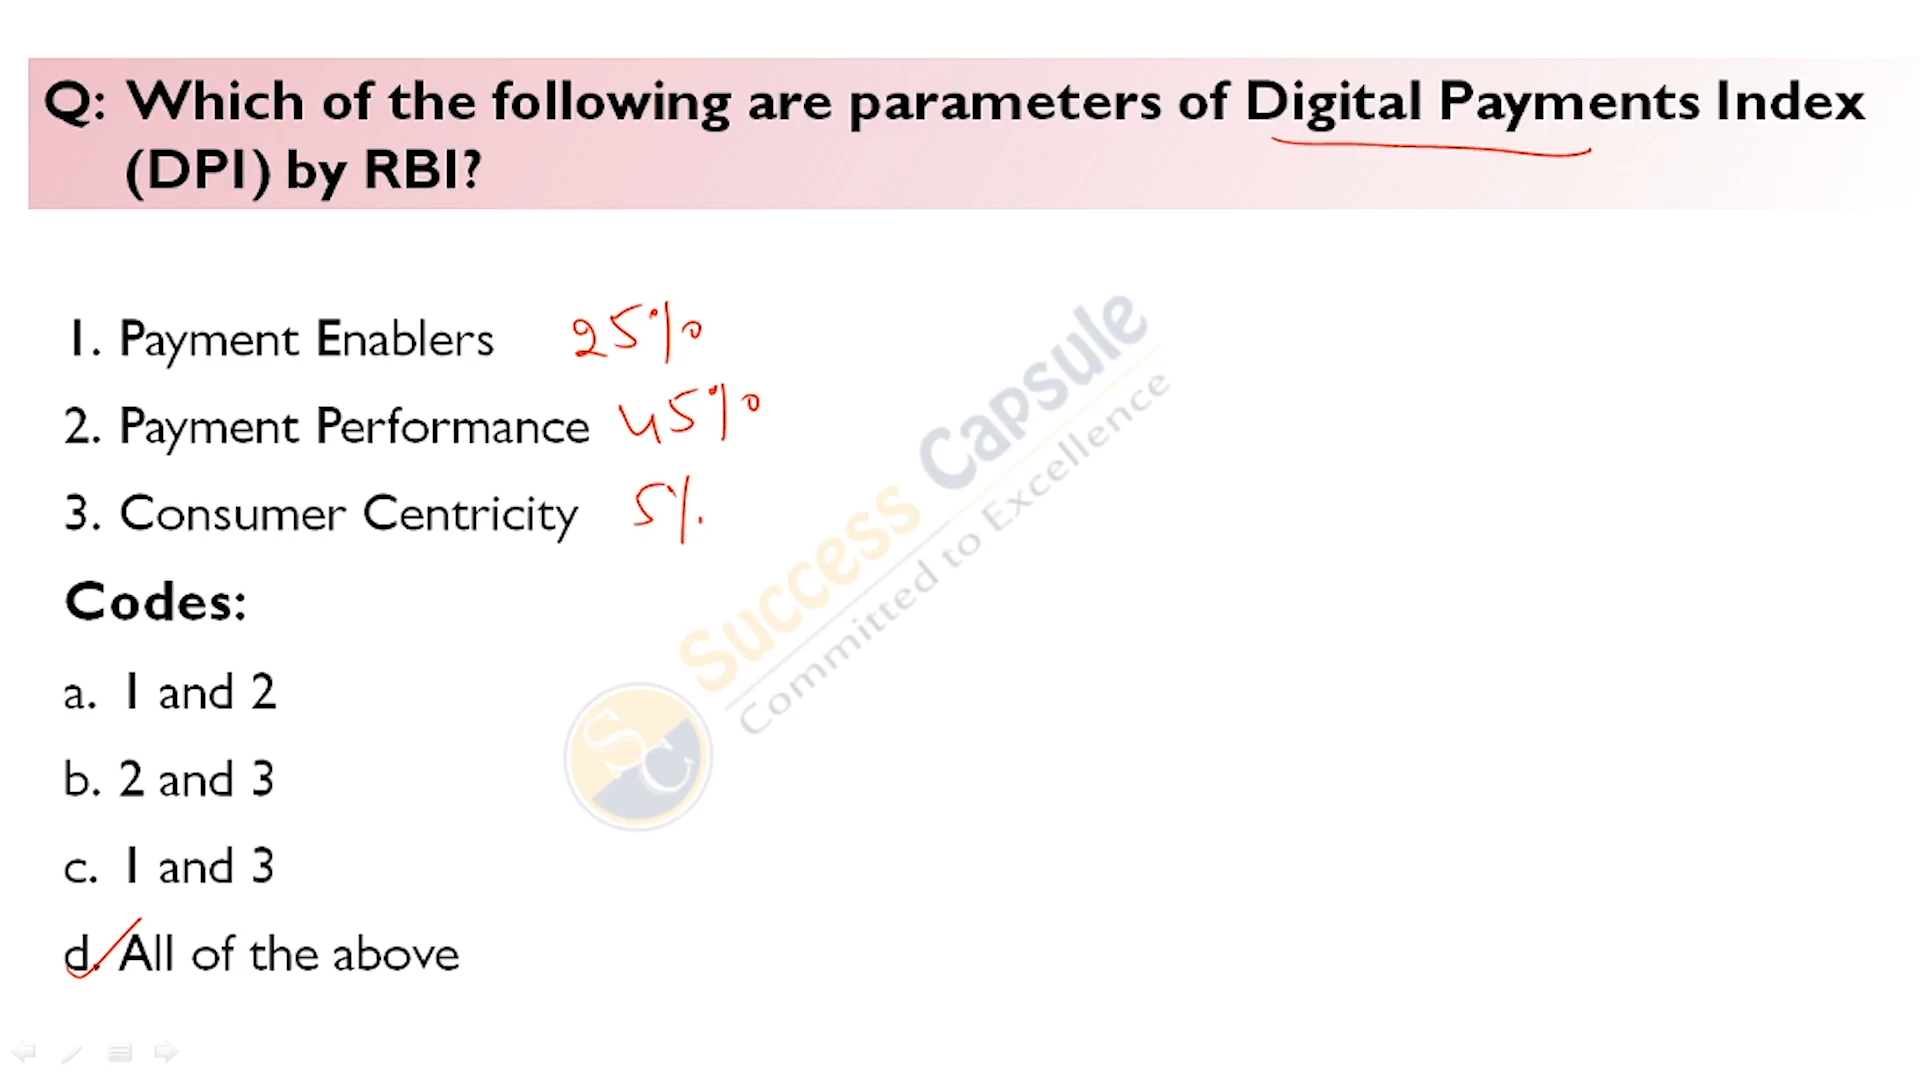 Q: Which of the following are parameters of Digital Payments Index
(DPI) by RBI?
1. Payment Enablers 25%
2. Payment Performance 45%
3. Consumer Centricity 5%
Codes:
a. 1 and 2
b. 2 and 3
c. 1 and 3
d. All of the above
Success Capsule
Committed to Excellence
SC